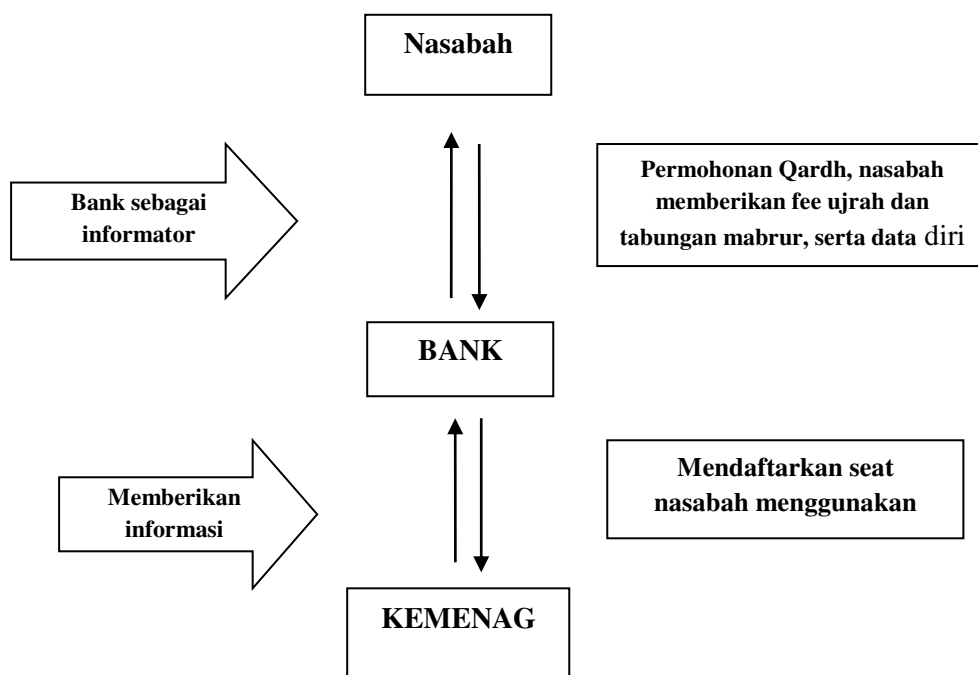 Nasabah
Bank sebagai
informator
Permohonan Qardh, nasabah
memberikan fee ujrah dan
tabungan mabrur, serta data diri
BANK
Memberikan
informasi
Mendaftarkan seat
nasabah menggunakan
KEMENAG